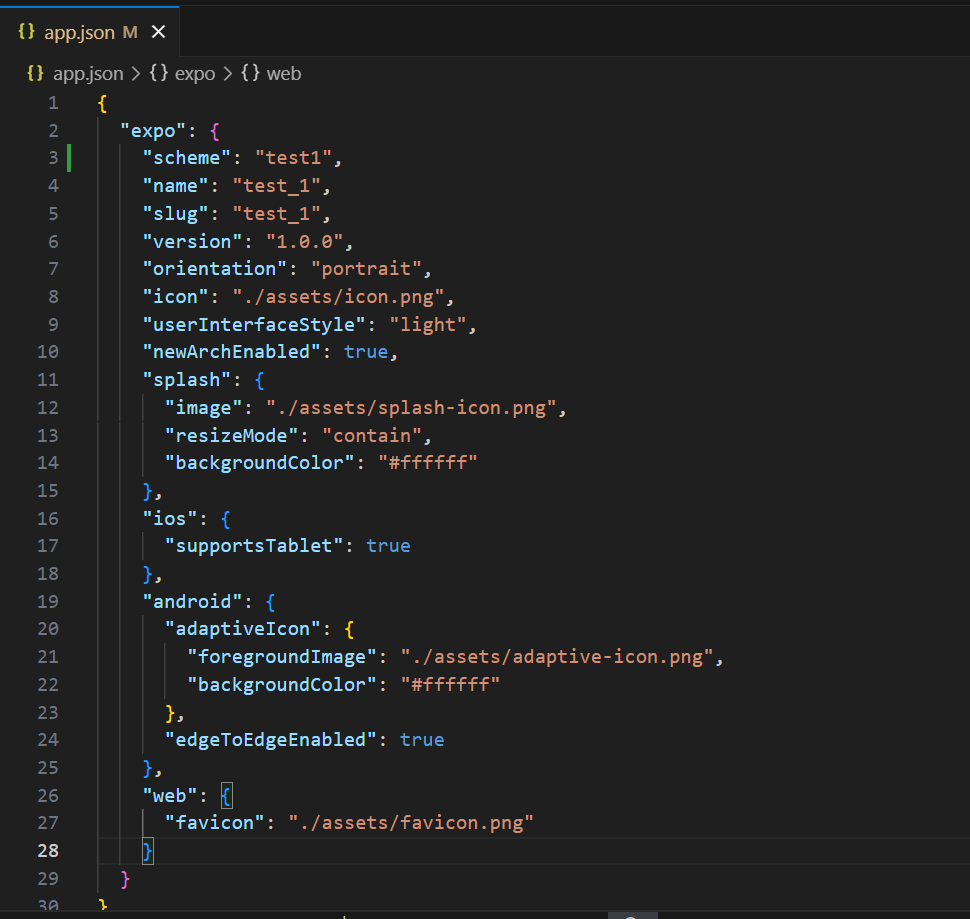 {} app.json M ×
{} app.json > {} expo > {} web
1 {
2 "expo": {
3 "scheme": "test1",
4 "name": "test_1",
5 "slug": "test_1",
6 "version": "1.0.0",
7 "orientation": "portrait",
8 "icon": "./assets/icon.png",
9 "userInterfaceStyle": "light",
10 "newArchEnabled": true,
11 "splash": {
12 "image": "./assets/splash-icon.png",
13 "resizeMode": "contain",
14 "backgroundColor": "#ffffff"
15 },
16 "ios": {
17 "supportsTablet": true
18 },
19 "android": {
20 "adaptiveIcon": {
21 "foregroundImage": "./assets/adaptive-icon.png",
22 "backgroundColor": "#ffffff"
23 },
24 "edgeToEdgeEnabled": true
25 },
26 "web": {
27 "favicon": "./assets/favicon.png"
28 }
29 }
30 }